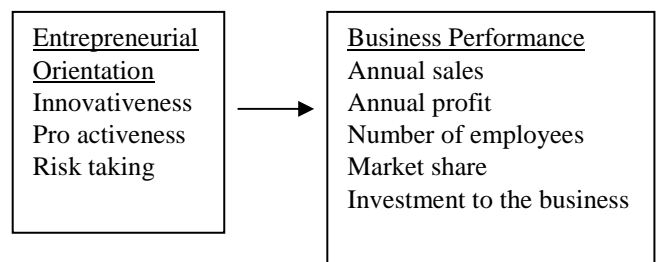 Entrepreneurial
Orientation
Innovativeness
Pro activeness
Risk taking
Business Performance
Annual sales
Annual profit
Number of employees
Market share
Investment to the business